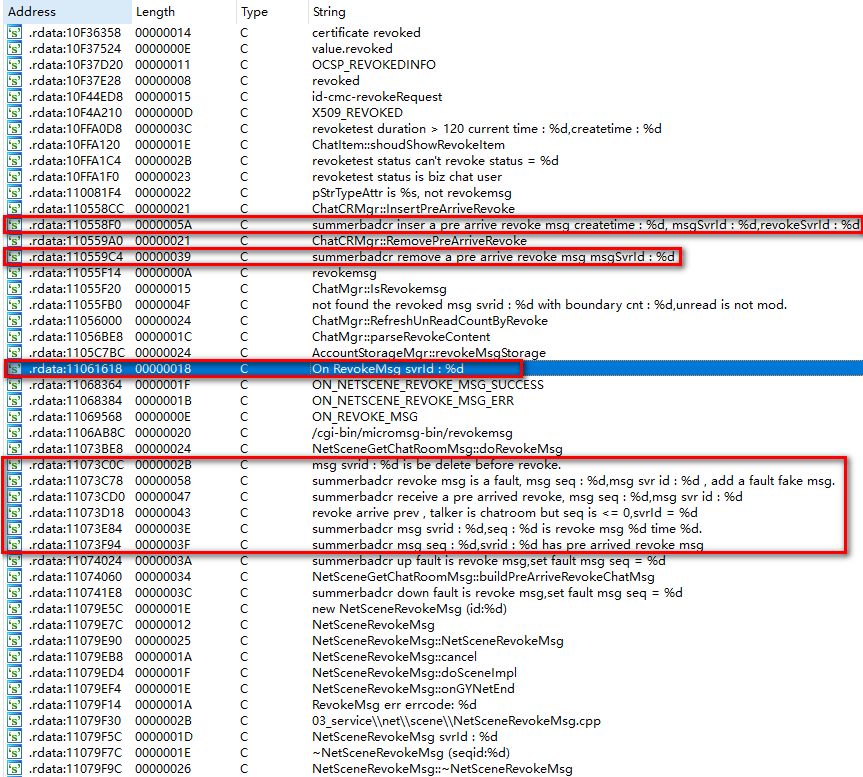 Address Length Type String
.rdata:10F36358 00000014 C certificate revoked
.rdata:10F37524 0000000E C value.revoked
.rdata:10F37D20 00000011 C OCSP_REVOKEDINFO
.rdata:10F37E28 00000008 C revoked
.rdata:10F44ED8 00000015 C id-cmc-revokeRequest
.rdata:10F4A210 0000000D C X509_REVOKED
.rdata:10FFA0D8 0000003C C revoketest duration > 120 current time : %d,createtime : %d
.rdata:10FFA120 0000001E C ChatItem::shoudShowRevokeItem
.rdata:10FFA1C4 0000002B C revoketest status can't revoke status = %d
.rdata:10FFA1F0 00000023 C revoketest status is biz chat user
.rdata:110081F4 00000022 C pStrTypeAttr is %s, not revokemsg
.rdata:110558CC 00000021 C ChatCRMgr::InsertPreArriveRevoke
.rdata:110558F0 0000005A C summerbadcr inser a pre arrive revoke msg createtime : %d, msgSvrId : %d,revokeSvrId : %d
.rdata:110559A0 00000021 C ChatCRMgr::RemovePreArriveRevoke
.rdata:110559C4 00000039 C summerbadcr remove a pre arrive revoke msg msgSvrId : %d
.rdata:11055F14 0000000A C revokemsg
.rdata:11055F20 00000015 C ChatMgr::IsRevokemsg
.rdata:11055FB0 0000004F C not found the revoked msg svrid : %d with boundary cnt : %d,unread is not mod.
.rdata:11056000 00000024 C ChatMgr::RefreshUnReadCountByRevoke
.rdata:11056BE8 0000001C C ChatMgr::parseRevokeContent
.rdata:1105C7BC 00000024 C AccountStorageMgr::revokeMsgStorage
.rdata:11061618 00000018 C On RevokeMsg svrId : %d
.rdata:11068364 0000001F C ON_NETSCENE_REVOKE_MSG_SUCCESS
.rdata:11068384 0000001B C ON_NETSCENE_REVOKE_MSG_ERR
.rdata:11069568 0000000E C ON_REVOKE_MSG
.rdata:1106AB8C 00000020 C /cgi-bin/micromsg-bin/revokemsg
.rdata:11073BE8 00000024 C NetSceneGetChatRoomMsg::doRevokeMsg
.rdata:11073C0C 0000002B C msg svrid : %d is be delete before revoke.
.rdata:11073C78 00000058 C summerbadcr revoke msg is a fault, msg seq : %d,msg svr id : %d , add a fault fake msg.
.rdata:11073CD0 00000047 C summerbadcr receive a pre arrived revoke, msg seq : %d,msg svr id : %d
.rdata:11073D18 00000043 C revoke arrive prev , talker is chatroom but seq is <= 0,svrId = %d
.rdata:11073E84 0000003E C summerbadcr msg svrid : %d,seq : %d is revoke msg %d time %d.
.rdata:11073F94 0000003F C summerbadcr msg seq : %d,svrid : %d has pre arrived revoke msg
.rdata:11074024 0000003A C summerbadcr up fault is revoke msg,set fault msg seq = %d
.rdata:11074060 00000034 C NetSceneGetChatRoomMsg::buildPreArriveRevokeChatMsg
.rdata:110741E8 0000003C C summerbadcr down fault is revoke msg,set fault msg seq = %d
.rdata:11079E5C 0000001E C new NetSceneRevokeMsg (id:%d)
.rdata:11079E7C 00000012 C NetSceneRevokeMsg
.rdata:11079E90 00000025 C NetSceneRevokeMsg::NetSceneRevokeMsg
.rdata:11079EB8 0000001A C NetSceneRevokeMsg::cancel
.rdata:11079ED4 0000001F C NetSceneRevokeMsg::doSceneImpl
.rdata:11079EF4 0000001E C NetSceneRevokeMsg::onGYNetEnd
.rdata:11079F14 0000001A C RevokeMsg err errcode: %d
.rdata:11079F30 0000002B C 03_service\\net\\scene\\NetSceneRevokeMsg.cpp
.rdata:11079F5C 0000001D C NetSceneRevokeMsg svrId : %d
.rdata:11079F7C 0000001E C ~NetSceneRevokeMsg (seqid:%d)
.rdata:11079F9C 00000026 C NetSceneRevokeMsg::~NetSceneRevokeMsg